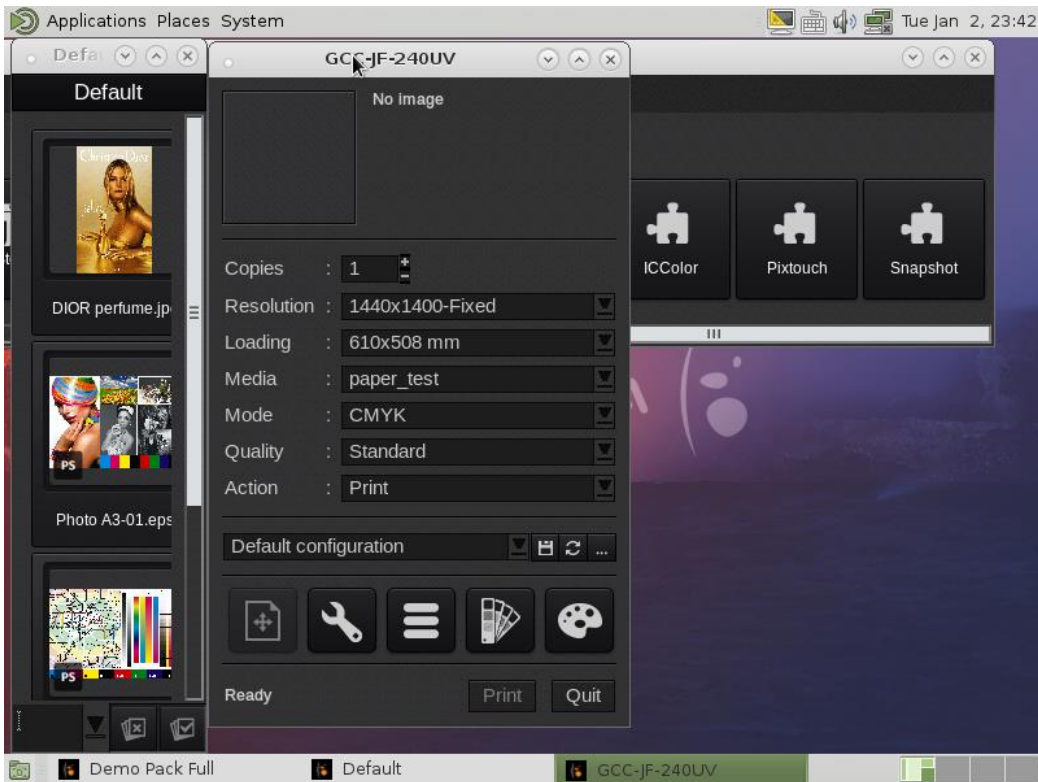 Applications Places System
Tue Jan 2, 23:42
Defa
GCC-JF-240UV
Default
No image
DIOR perfume.jp
PS
Photo A3-01.eps
PS
Copies : 1
Resolution : 1440x1400-Fixed
Loading : 610x508 mm
Media : paper_test
Mode : CMYK
Quality : Standard
Action : Print
Default configuration
...
Ready
Print
Quit
ICColor
Pixtouch
Snapshot
Demo Pack Full
Default
GCC-JF-240UV